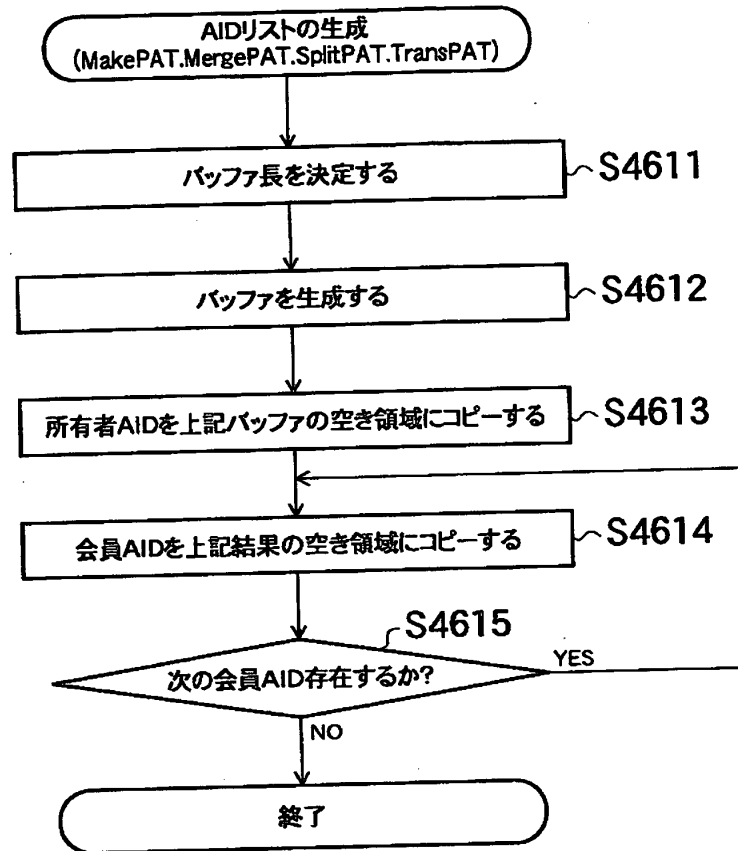 AIDリストの生成
(MakePAT.MergePAT.SplitPAT.TransPAT)
バッファ長を決定する
S4611
バッファを生成する
S4612
所有者AIDを上記バッファの空き領域にコピーする
S4613
会員AIDを上記結果の空き領域にコピーする
S4614
S4615
次の会員AID存在するか?
YES
NO
終了